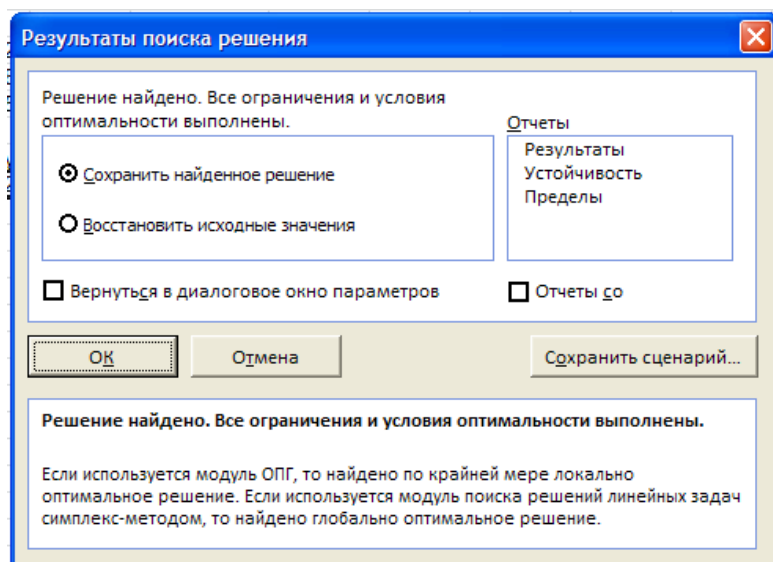 Результаты поиска решения
Решение найдено. Все ограничения и условия
оптимальности выполнены.
Отчеты
Сохранить найденное решение
Восстановить исходные значения
Результаты
Устойчивость
Пределы
Вернуться в диалоговое окно параметров
Отчеты со
ОК
Отмена
Сохранить сценарий...
Решение найдено. Все ограничения и условия оптимальности выполнены.
Если используется модуль ОПГ, то найдено по крайней мере локально
оптимальное решение. Если используется модуль поиска решений линейных задач
симплекс-методом, то найдено глобально оптимальное решение.